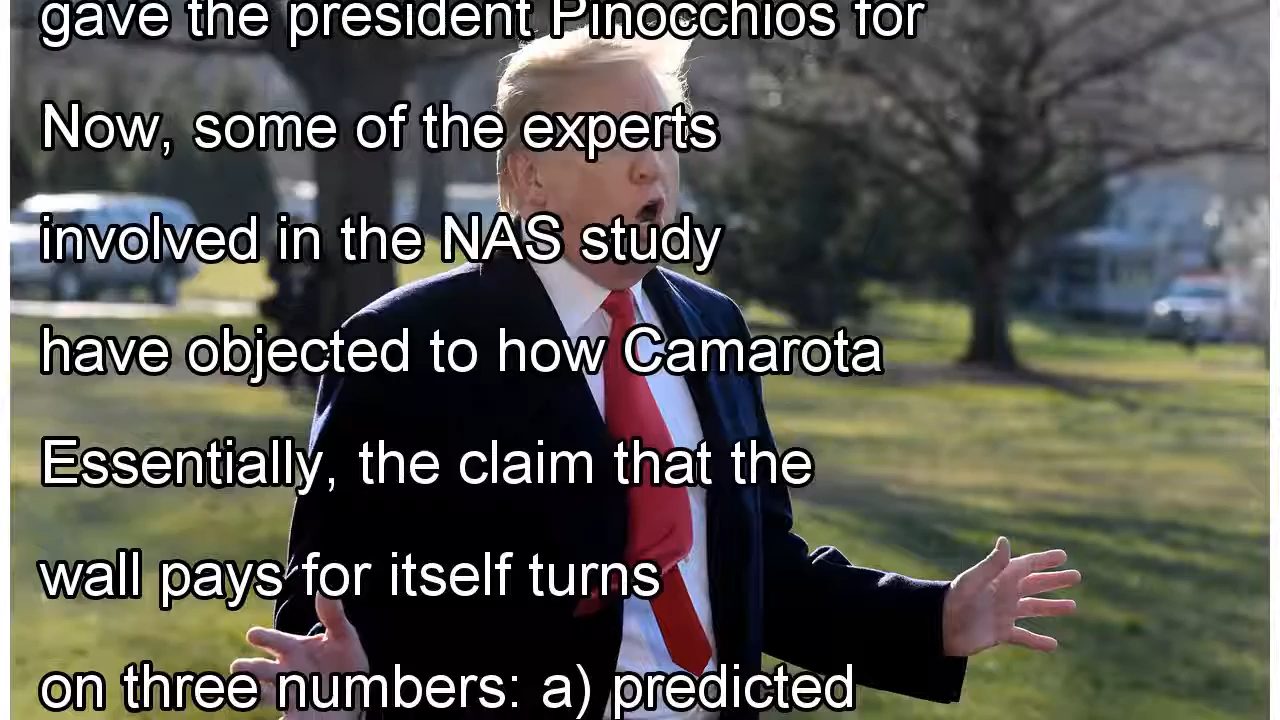 gave the president Pinocchios for
Now, some of the experts
involved in the NAS study
have objected to how Camarota
Essentially, the claim that the
wall pays for itself turns
on three numbers: a) predicted